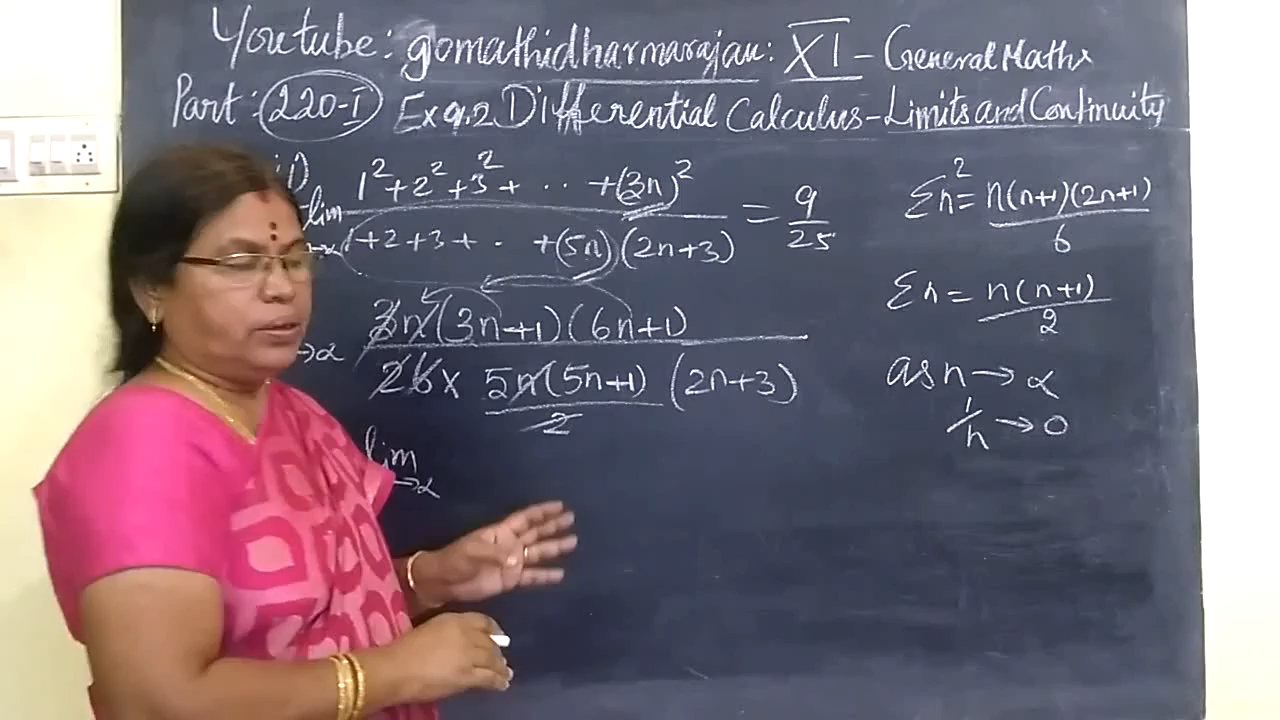 Youtube: gomathidharmarajan: XI - General Maths
Part: 220-I Ex 9.2 Differential Calculus - Limits and Continuity
lim 1²+2²+3²+ · · +(3n)² / 1+2+3+ · · +(5n)(2n+3) = 9/25
→∝ 3n(3n+1)(6n+1) / 2 6 × 5n(5n+1)/2 (2n+3)
lim →∝
Σn² = n(n+1)(2n+1) / 6
Σn = n(n+1) / 2
as n → ∝
1/n → 0